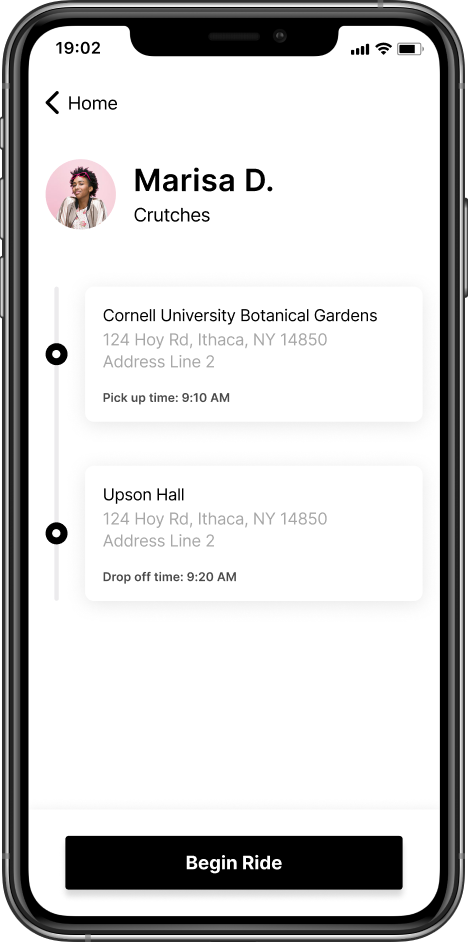 19:02
Home
Marisa D.
Crutches
Cornell University Botanical Gardens
124 Hoy Rd, Ithaca, NY 14850
Address Line 2
Pick up time: 9:10 AM
Upson Hall
124 Hoy Rd, Ithaca, NY 14850
Address Line 2
Drop off time: 9:20 AM
Begin Ride